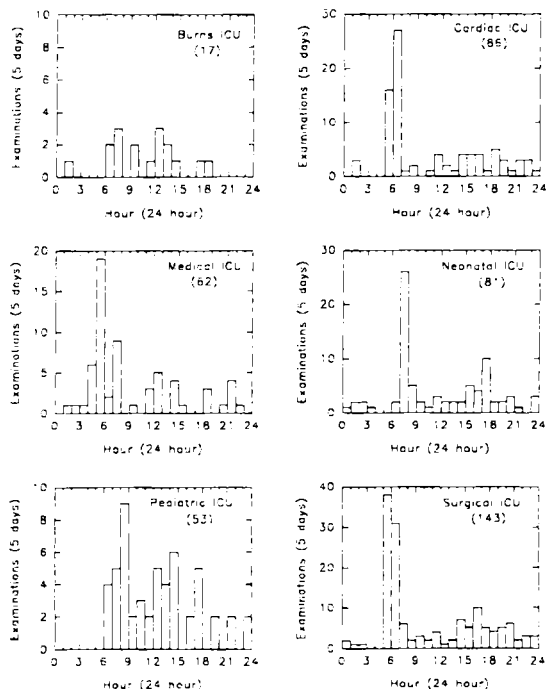 Burns ICU
(17)
Examinations (5 days)
10
8
6
4
2
0
0 3 6 9 12 15 18 21 24
Hour (24 hour)
Cardiac ICU
(86)
Examinations (5 days)
30
20
10
0
0 3 6 9 12 15 18 21 24
Hour (24 hour)
Medical ICU
(62)
Examinations (5 days)
20
15
10
5
0
0 3 6 9 12 15 18 21 24
Hour (24 hour)
Neonatal ICU
(81)
Examinations (5 days)
30
20
10
0
0 3 6 9 12 15 18 21 24
Hour (24 hour)
Pediatric ICU
(53)
Examinations (5 days)
10
8
6
4
2
0
0 3 6 9 12 15 18 21 24
Hour (24 hour)
Surgical ICU
(143)
Examinations (5 days)
40
30
20
10
0
0 3 6 9 12 15 18 21 24
Hour (24 hour)